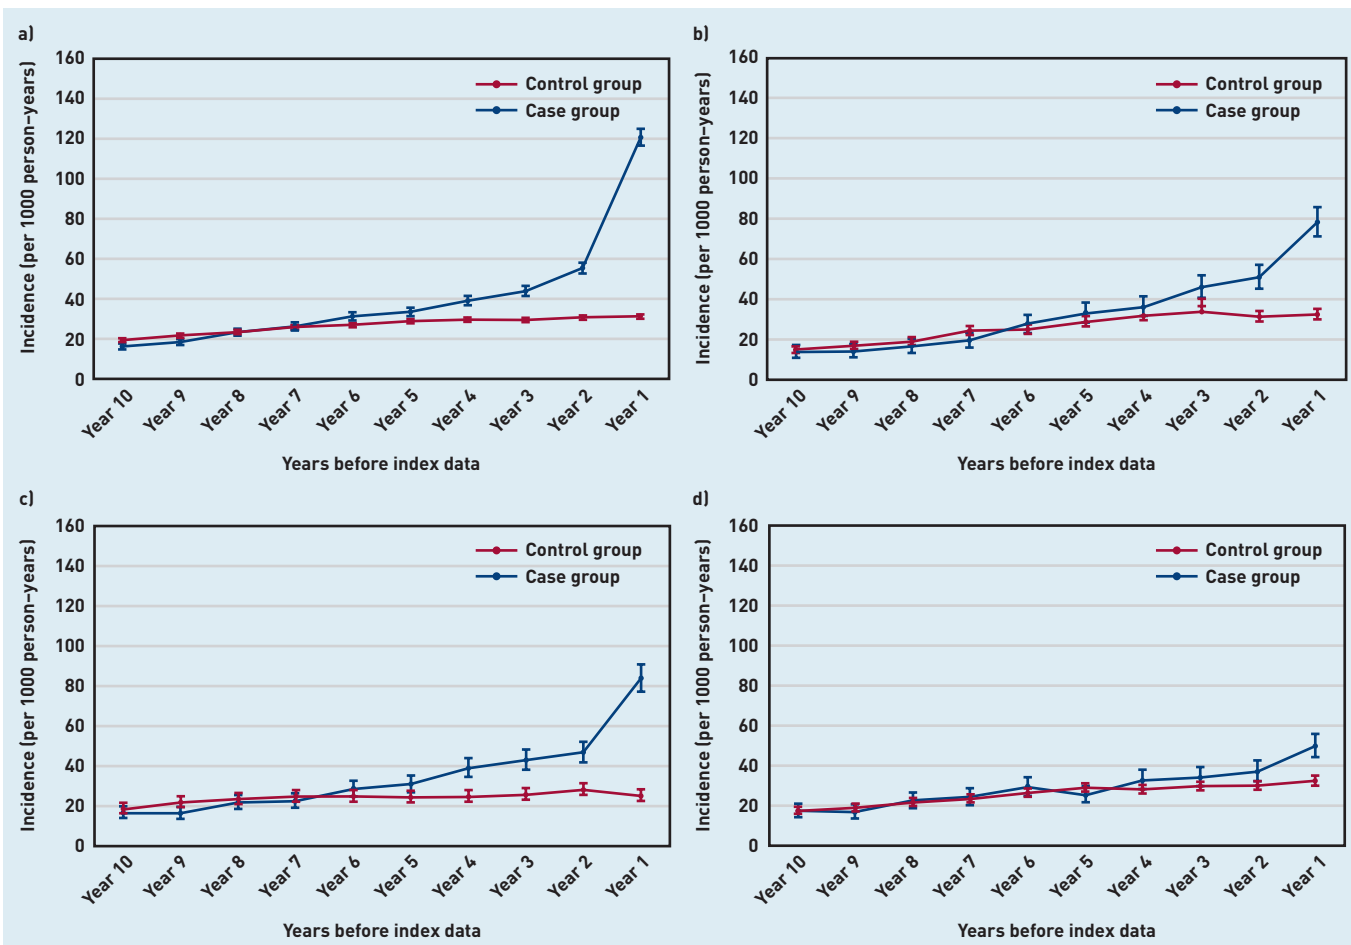 a)
Incidence (per 1000 person–years)
160
140
120
100
80
60
40
20
0
Control group
Case group
Year 10
Year 9
Year 8
Year 7
Year 6
Year 5
Year 4
Year 3
Year 2
Year 1
Years before index data
b)
Incidence (per 1000 person–years)
160
140
120
100
80
60
40
20
0
Control group
Case group
Year 10
Year 9
Year 8
Year 7
Year 6
Year 5
Year 4
Year 3
Year 2
Year 1
Years before index data
c)
Incidence (per 1000 person–years)
160
140
120
100
80
60
40
20
0
Control group
Case group
Year 10
Year 9
Year 8
Year 7
Year 6
Year 5
Year 4
Year 3
Year 2
Year 1
Years before index data
d)
Incidence (per 1000 person–years)
160
140
120
100
80
60
40
20
0
Control group
Case group
Year 10
Year 9
Year 8
Year 7
Year 6
Year 5
Year 4
Year 3
Year 2
Year 1
Years before index data